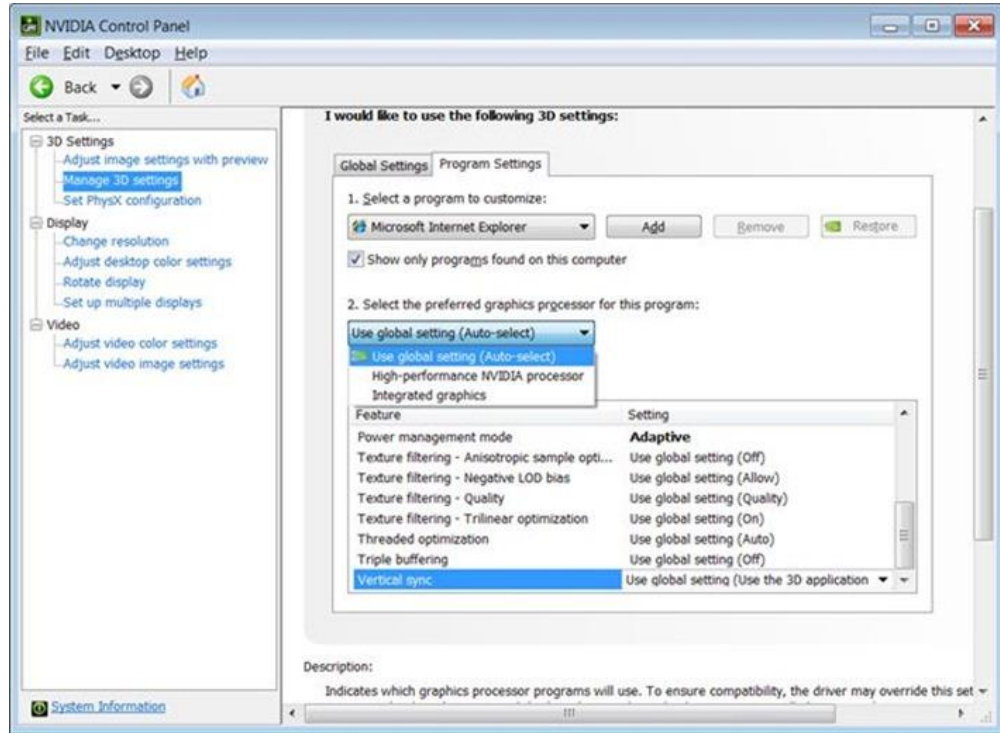 NVIDIA Control Panel
File Edit Desktop Help
Back
Select a Task...
3D Settings
Adjust image settings with preview
Manage 3D settings
Set PhysX configuration
Display
Change resolution
Adjust desktop color settings
Rotate display
Set up multiple displays
Video
Adjust video color settings
Adjust video image settings
System Information
I would like to use the following 3D settings:
Global Settings Program Settings
1. Select a program to customize:
Microsoft Internet Explorer Add Remove Restore
Show only programs found on this computer
2. Select the preferred graphics processor for this program:
Use global setting (Auto-select)
Use global setting (Auto-select)
High-performance NVIDIA processor
Integrated graphics
Feature Setting
Power management mode Adaptive
Texture filtering - Anisotropic sample opti... Use global setting (Off)
Texture filtering - Negative LOD bias Use global setting (Allow)
Texture filtering - Quality Use global setting (Quality)
Texture filtering - Trilinear optimization Use global setting (On)
Threaded optimization Use global setting (Auto)
Triple buffering Use global setting (Off)
Vertical sync Use global setting (Use the 3D application
Description:
Indicates which graphics processor programs will use. To ensure compatibility, the driver may override this set